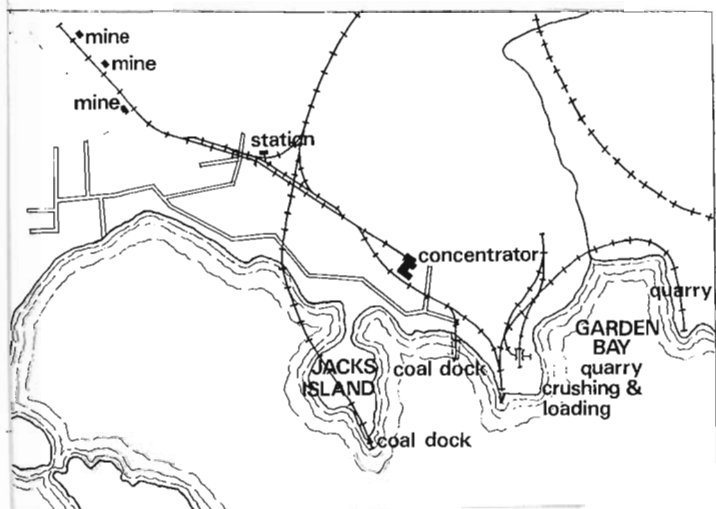 mine
mine
mine
station
concentrator
quarry
GARDEN
BAY
quarry
crushing &
loading
JACKS
ISLAND
coal dock
coal dock